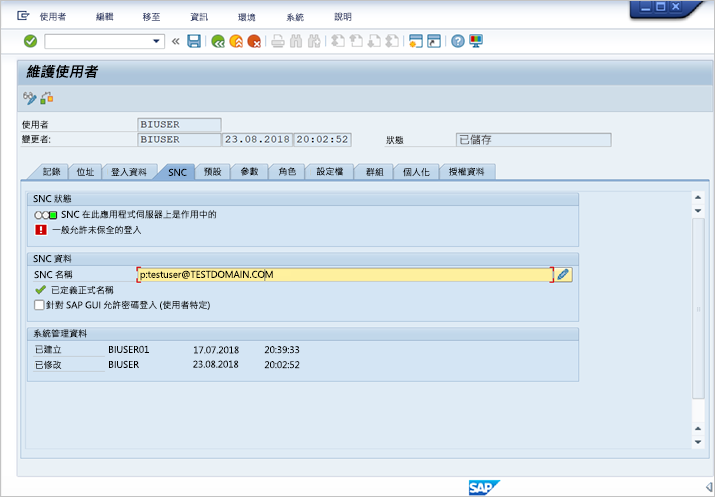 使用者 編輯 移至 資訊 環境 系統 說明
維護使用者
使用者 BIUSER
變更者: BIUSER 23.08.2018 20:02:52 狀態 已儲存
記錄 位址 登入資料 SNC 預設 參數 角色 設定檔 群組 個人化 授權資料
SNC 狀態
SNC 在此應用程式伺服器上是作用中的
一般允許未保全的登入
SNC 資料
SNC 名稱 p:testuser@TESTDOMAIN.COM
已定義正式名稱
針對 SAP GUI 允許密碼登入 (使用者特定)
系統管理資料
已建立 BIUSER01 17.07.2018 20:39:33
已修改 BIUSER 23.08.2018 20:02:52
SAP